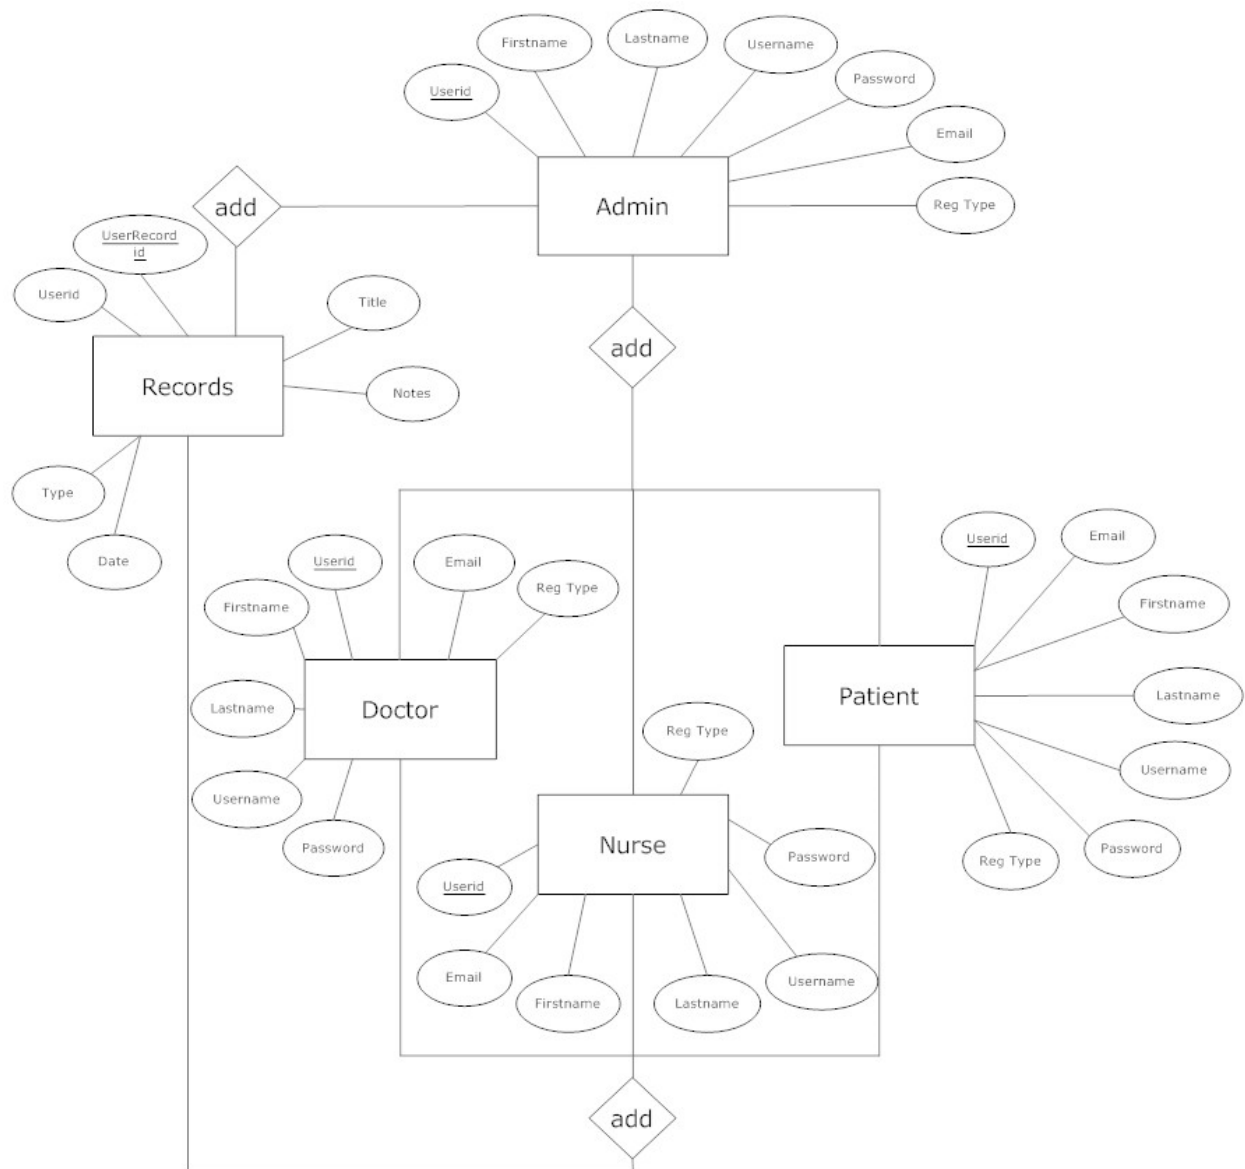 Firstname
Lastname
Username
Password
Userid
Email
Reg Type
Admin
add
UserRecord
id
Userid
Title
Records
Notes
Type
Date
add
Userid
Email
Reg Type
Firstname
Lastname
Doctor
Username
Password
Userid
Email
Firstname
Patient
Lastname
Username
Password
Reg Type
Reg Type
Nurse
Password
Userid
Email
Firstname
Lastname
Username
add